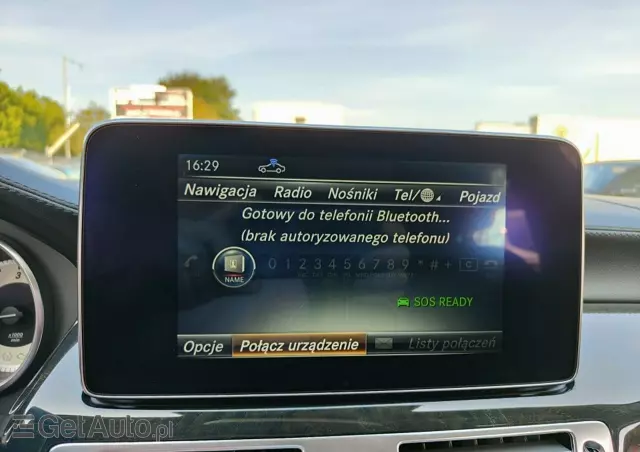 16:29
Nawigacja Radio Nośniki Tel/ Pojazd
Gotowy do telefonii Bluetooth...
(brak autoryzowanego telefonu)
NAME 0 1 2 3 4 5 6 7 8 9 * # +
SOS READY
Opcje Połącz urządzenie Listy połączeń
GetAuto.pl